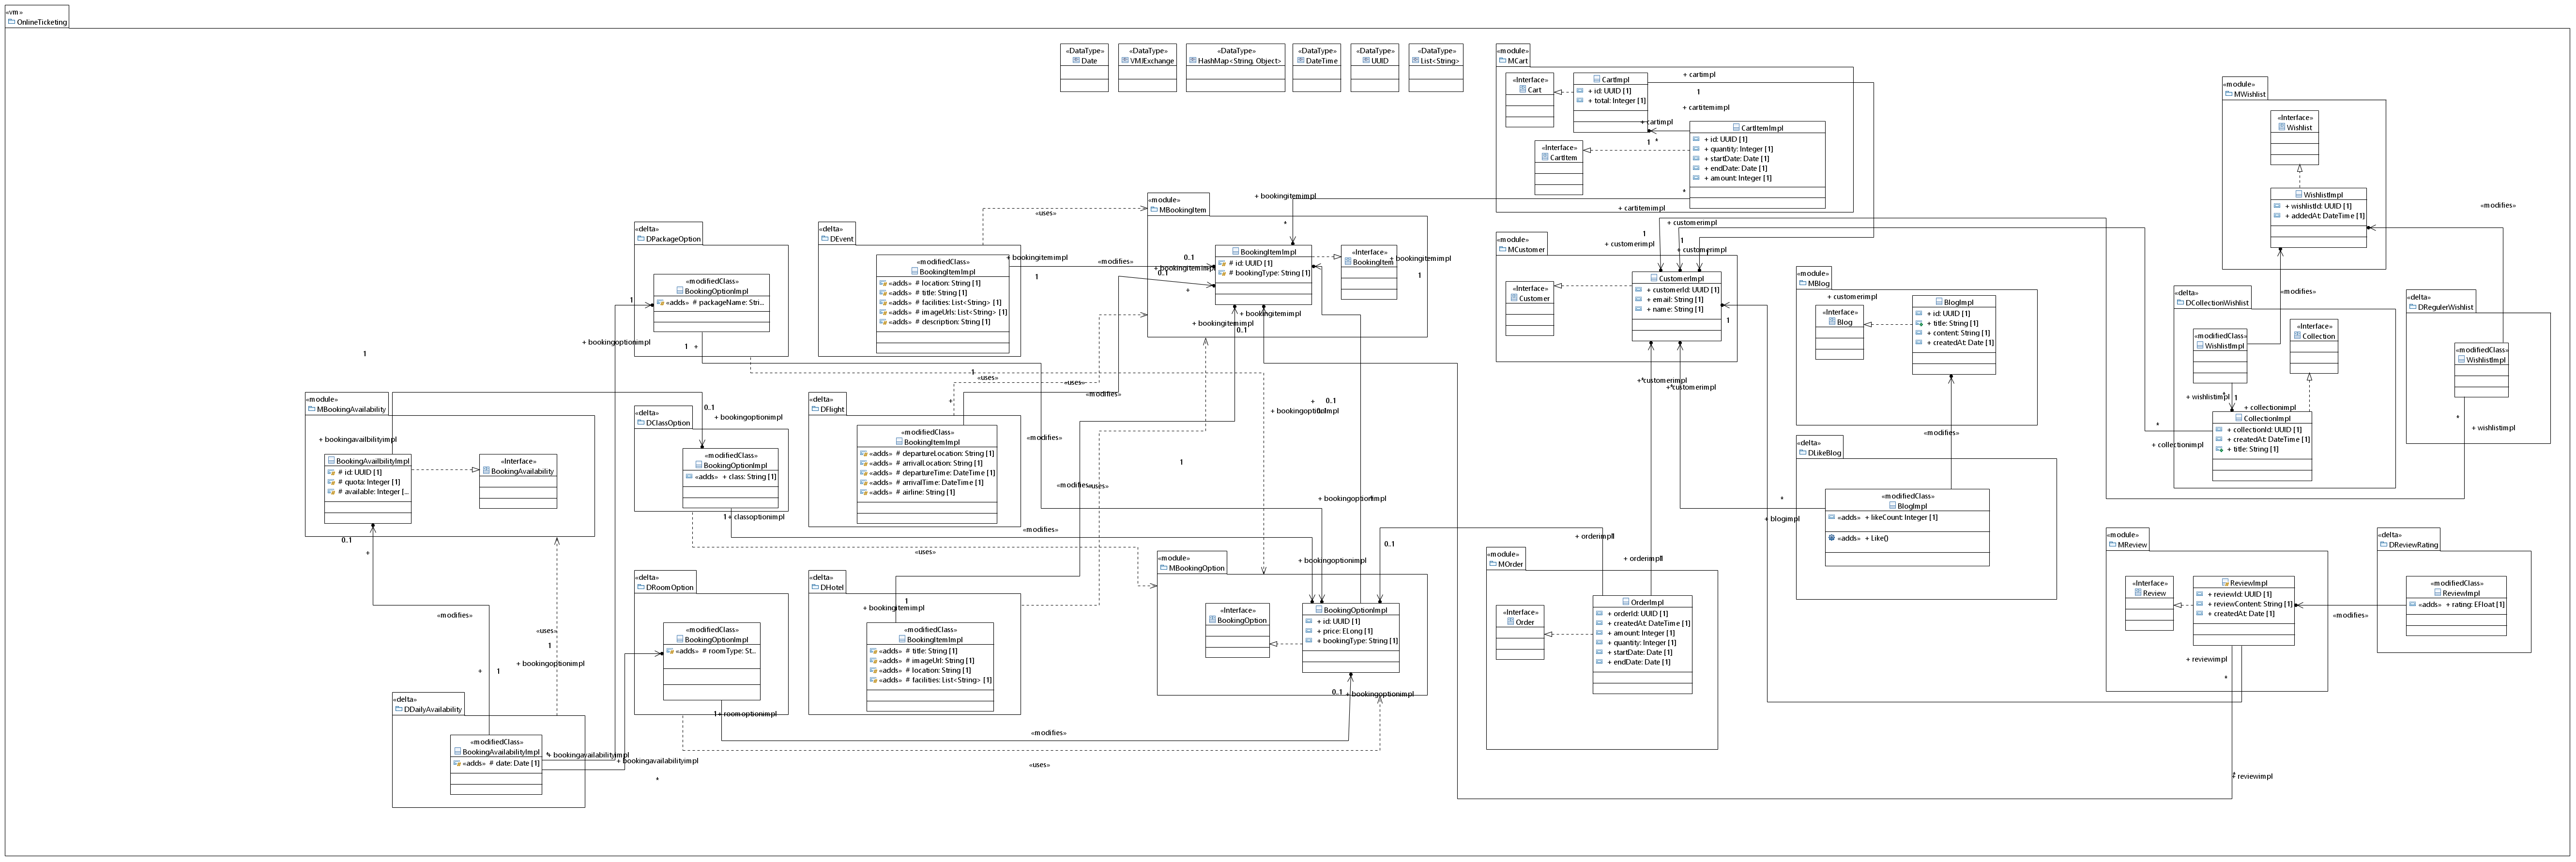 «vm»
OnlineTicketing
«DataType»
Date
«DataType»
VMJExchange
«DataType»
HashMap<String, Object>
«DataType»
DateTime
«DataType»
UUID
«DataType»
List<String>
«module»
MCart
«Interface»
Cart
CartImpl
+ id: UUID [1]
+ total: Integer [1]
+ cartimpl
1
+ cartitemimpl
+ cartimpl
1
*
«Interface»
CartItem
CartItemImpl
+ id: UUID [1]
+ quantity: Integer [1]
+ startDate: Date [1]
+ endDate: Date [1]
+ amount: Integer [1]
*
+ cartitemimpl
«module»
MWishlist
«Interface»
Wishlist
WishlistImpl
+ wishlistId: UUID [1]
+ addedAt: DateTime [1]
«modifies»
«modifies»
«module»
MBookingItem
+ bookingitemimpl
*
BookingItemImpl
# id: UUID [1]
# bookingType: String [1]
«Interface»
BookingItem
+ bookingitemimpl
1
0..1
+ bookingitemimpl
0..1
+
+ bookingitemimpl
+ bookingitemimpl
0..1
«uses»
«delta»
DPackageOption
«modifiedClass»
BookingOptionImpl
«adds» # packageName: Stri...
1
+ bookingoptionimpl
1
+
«delta»
DEvent
«modifiedClass»
BookingItemImpl
«adds» # location: String [1]
«adds» # title: String [1]
«adds» # facilities: List<String> [1]
«adds» # imageUrls: List<String> [1]
«adds» # description: String [1]
+ bookingitemimpl
1
«modifies»
«module»
MCustomer
«Interface»
Customer
CustomerImpl
+ customerId: UUID [1]
+ email: String [1]
+ name: String [1]
+ customerimpl
1
+ customerimpl
1
+ customerimpl
1
+ customerimpl
+ customerimpl
«module»
MBlog
+ customerimpl
«Interface»
Blog
BlogImpl
+ id: UUID [1]
+ title: String [1]
+ content: String [1]
+ createdAt: Date [1]
«modifies»
«delta»
DLikeBlog
«modifiedClass»
BlogImpl
«adds» + likeCount: Integer [1]
«adds» + Like()
*
+ blogimpl
«delta»
DCollectionWishlist
«modifiedClass»
WishlistImpl
«Interface»
Collection
+ wishlistimpl
*
1
+ collectionimpl
CollectionImpl
+ collectionId: UUID [1]
+ createdAt: DateTime [1]
+ title: String [1]
*
+ collectionimpl
«delta»
DRegulerWishlist
«modifiedClass»
WishlistImpl
*
+ wishlistimpl
«module»
MBookingAvailability
1
+ bookingavailbilityimpl
BookingAvailbilityImpl
# id: UUID [1]
# quota: Integer [1]
# available: Integer [...
«Interface»
BookingAvailability
0..1
+
«modifies»
«uses»
«delta»
DClassOption
«modifiedClass»
BookingOptionImpl
«adds» + class: String [1]
0..1
+ bookingoptionimpl
1
+ classoptionimpl
«uses»
«delta»
DFlight
«modifiedClass»
BookingItemImpl
«adds» # departureLocation: String [1]
«adds» # arrivalLocation: String [1]
«adds» # departureTime: DateTime [1]
«adds» # arrivalTime: DateTime [1]
«adds» # airline: String [1]
+
«uses»
1
«modifies»
«modifies»
«modifies»
«uses»
1
«modifies»
+
0..1
+ bookingoptionimpl
+ bookingoptionimpl
«module»
MBookingOption
«Interface»
BookingOption
BookingOptionImpl
+ id: UUID [1]
+ price: ELong [1]
+ bookingType: String [1]
+ bookingoptionimpl
0..1
0..1
+ bookingoptionimpl
«module»
MOrder
«Interface»
Order
OrderImpl
+ orderId: UUID [1]
+ createdAt: DateTime [1]
+ amount: Integer [1]
+ quantity: Integer [1]
+ startDate: Date [1]
+ endDate: Date [1]
«module»
MReview
«Interface»
Review
ReviewImpl
+ reviewId: UUID [1]
+ reviewContent: String [1]
+ createdAt: Date [1]
+ reviewimpl
*
reviewimpl
«modifies»
«delta»
DReviewRating
«modifiedClass»
ReviewImpl
«adds» + rating: EFloat [1]
«delta»
DRoomOption
«modifiedClass»
BookingOptionImpl
«adds» # roomType: St...
1
+ roomoptionimpl
«modifies»
«uses»
«delta»
DHotel
1
+ bookingitemimpl
«modifiedClass»
BookingItemImpl
«adds» # title: String [1]
«adds» # imageUrl: String [1]
«adds» # location: String [1]
«adds» # facilities: List<String> [1]
«delta»
DDailyAvailability
+
1
1
+ bookingoptionimpl
«modifiedClass»
BookingAvailabilityImpl
«adds» # date: Date [1]
bookingavailabilityimpl
+ bookingavailabilityimpl
*